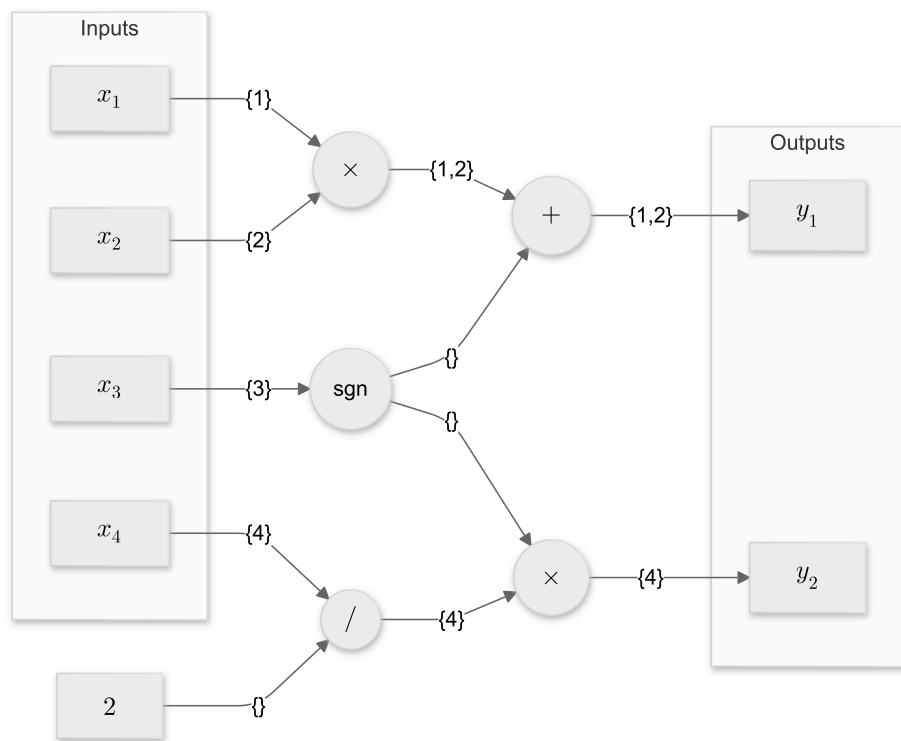 Inputs
x₁
{1}
x₂
{2}
×
{1,2}
+
{1,2}
Outputs
y₁
x₃
{3}
sgn
{}
{}
x₄
{4}
2
{}
/
{4}
×
{4}
y₂